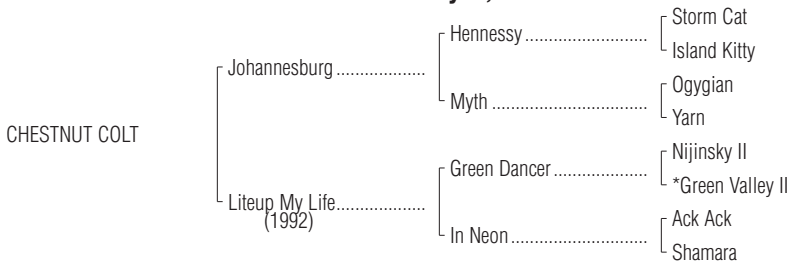 Storm Cat
Hennessy
Island Kitty
Johannesburg
Ogygian
Myth
Yarn
CHESTNUT COLT
Nijinsky II
Green Dancer
*Green Valley II
Liteup My Life
(1992)
Ack Ack
In Neon
Shamara